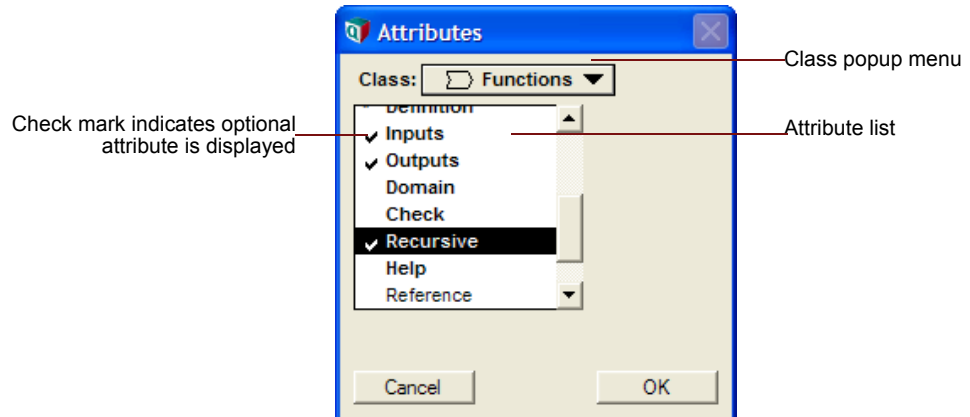 Attributes
Class popup menu
Class: Functions
Definition
Check mark indicates optional
attribute is displayed
Inputs
Attribute list
Outputs
Domain
Check
Recursive
Help
Reference
Cancel
OK